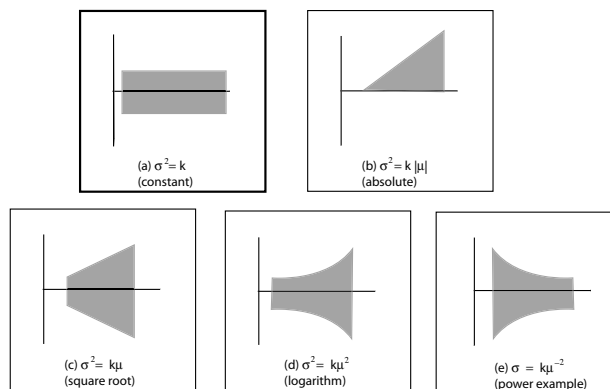 (a) σ² = k
(constant)
(b) σ² = k |μ|
(absolute)
(c) σ² = kμ
(square root)
(d) σ² = kμ²
(logarithm)
(e) σ = kμ⁻²
(power example)